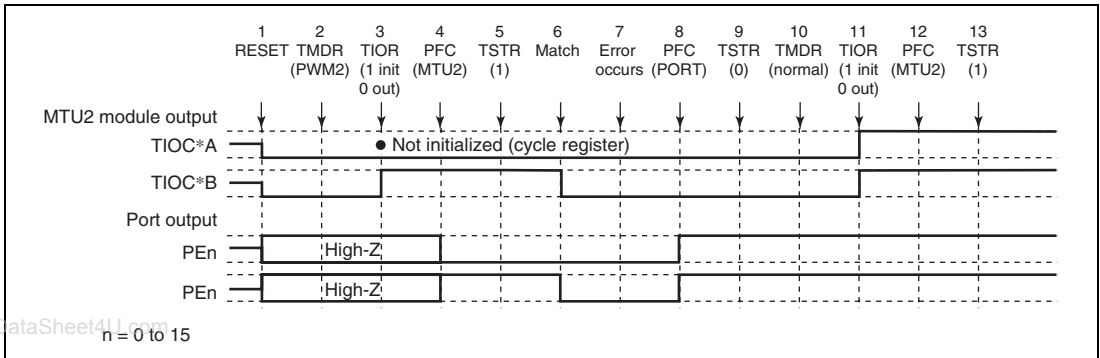 1 2 3 4 5 6 7 8 9 10 11 12 13
RESET TMDR TIOR PFC TSTR Match Error PFC TSTR TMDR TIOR PFC TSTR
(PWM2) (1 init (MTU2) (1) occurs (PORT) (0) (normal) (1 init (MTU2) (1)
0 out) 0 out)
MTU2 module output
TIOC*A
● Not initialized (cycle register)
TIOC*B
Port output
PEn
High-Z
PEn
High-Z
DataSheet4U.com
n = 0 to 15